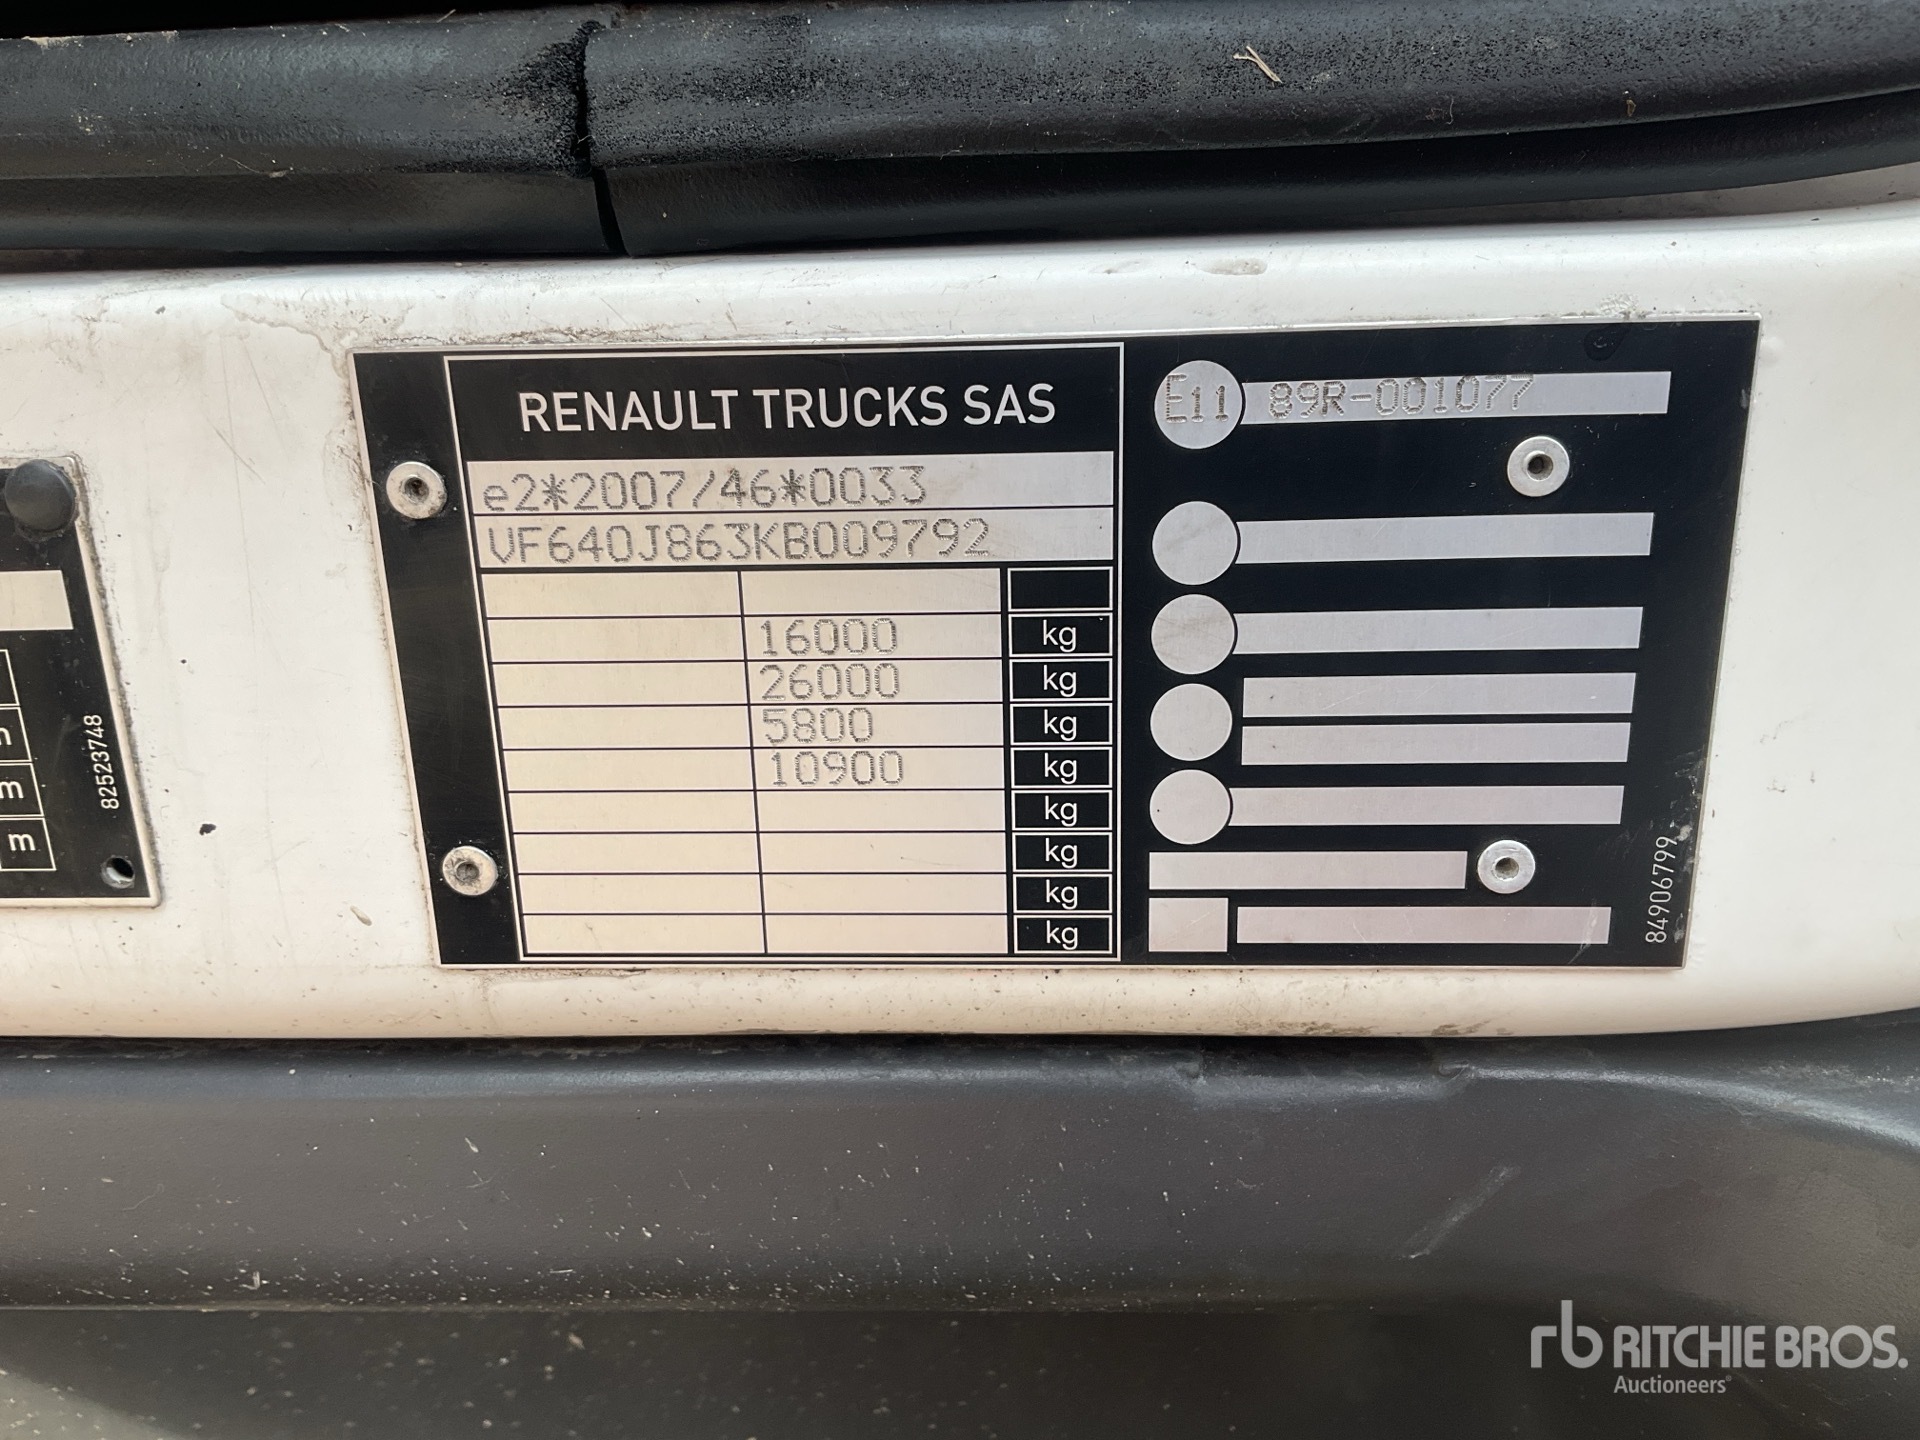 RENAULT TRUCKS SAS
e2*2007/46*0033
VF640J863KB009792
16000 kg
26000 kg
5800 kg
10900 kg
kg
kg
kg
kg
E11 89R-001077
84906799
82523748
m
m
rb RITCHIE BROS.
Auctioneers